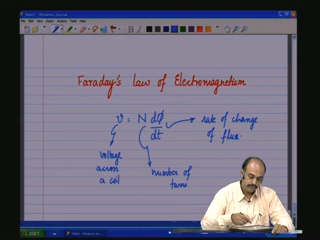 Faraday's law of Electromagnetism
v = N dϕ/dt
rate of change of flux.
voltage across a coil
number of turns